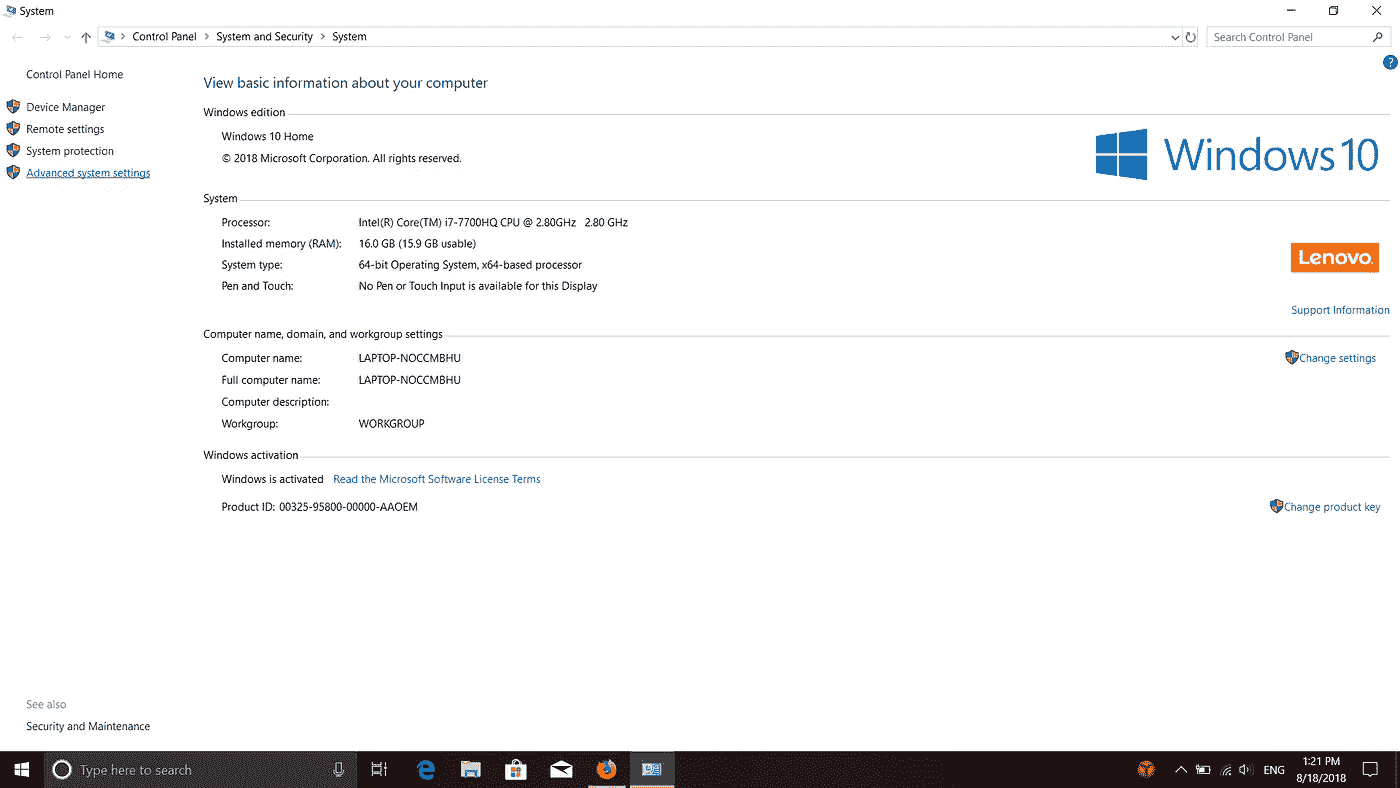 System
Control Panel > System and Security > System
Search Control Panel
Control Panel Home
Device Manager
Remote settings
System protection
Advanced system settings
View basic information about your computer
Windows edition
Windows 10 Home
© 2018 Microsoft Corporation. All rights reserved.
Windows 10
System
Processor: Intel(R) Core(TM) i7-7700HQ CPU @ 2.80GHz 2.80 GHz
Installed memory (RAM): 16.0 GB (15.9 GB usable)
System type: 64-bit Operating System, x64-based processor
Pen and Touch: No Pen or Touch Input is available for this Display
Lenovo
Support Information
Computer name, domain, and workgroup settings
Computer name: LAPTOP-NOCCMBHU
Change settings
Full computer name: LAPTOP-NOCCMBHU
Computer description:
Workgroup: WORKGROUP
Windows activation
Windows is activated Read the Microsoft Software License Terms
Product ID: 00325-95800-00000-AAOEM
Change product key
See also
Security and Maintenance
Type here to search
ENG
1:21 PM
8/18/2018